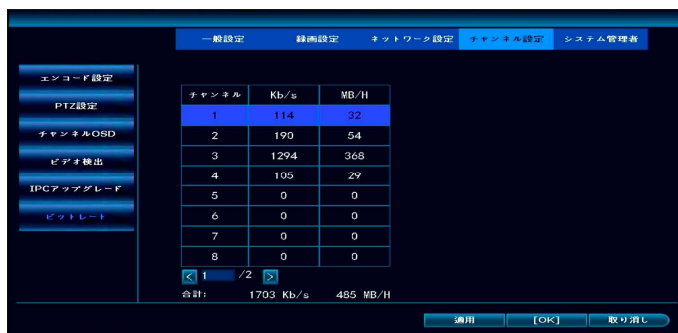 一般設定 録画設定 ネットワーク設定 チャンネル設定 システム管理者
エンコード設定
PTZ設定
チャンネルOSD
ビデオ検出
IPCアップグレード
ビットレート
チャンネル Kb/s MB/H
1 114 32
2 190 54
3 1294 368
4 105 29
5 0 0
6 0 0
7 0 0
8 0 0
< 1 /2 >
合計: 1703 Kb/s 485 MB/H
適用 [OK] 取り消し